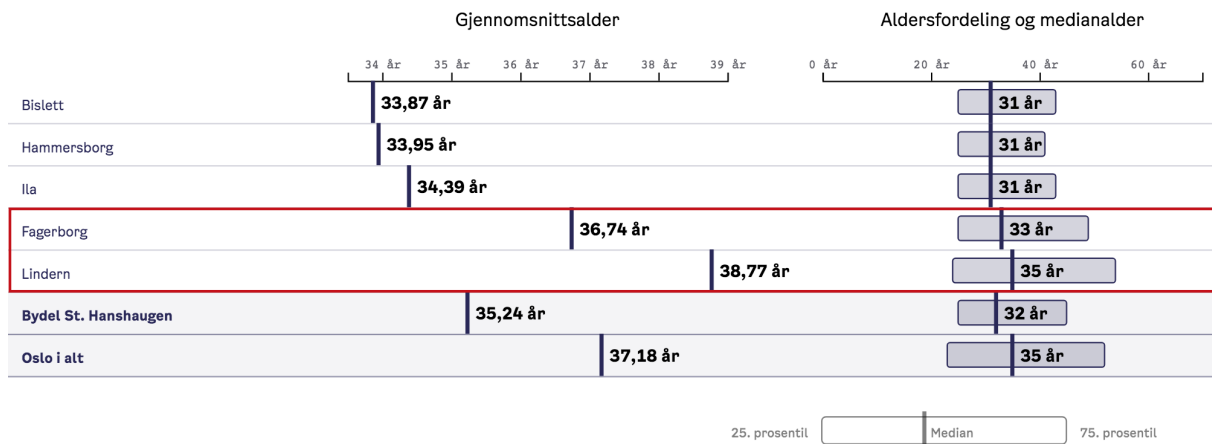 Gjennomsnittsalder Aldersfordeling og medianalder
34 år 35 år 36 år 37 år 38 år 39 år 0 år 20 år 40 år 60 år
Bislett 33,87 år 31 år
Hammersborg 33,95 år 31 år
Ila 34,39 år 31 år
Fagerborg 36,74 år 33 år
Lindern 38,77 år 35 år
Bydel St. Hanshaugen 35,24 år 32 år
Oslo i alt 37,18 år 35 år
25. prosentil Median 75. prosentil